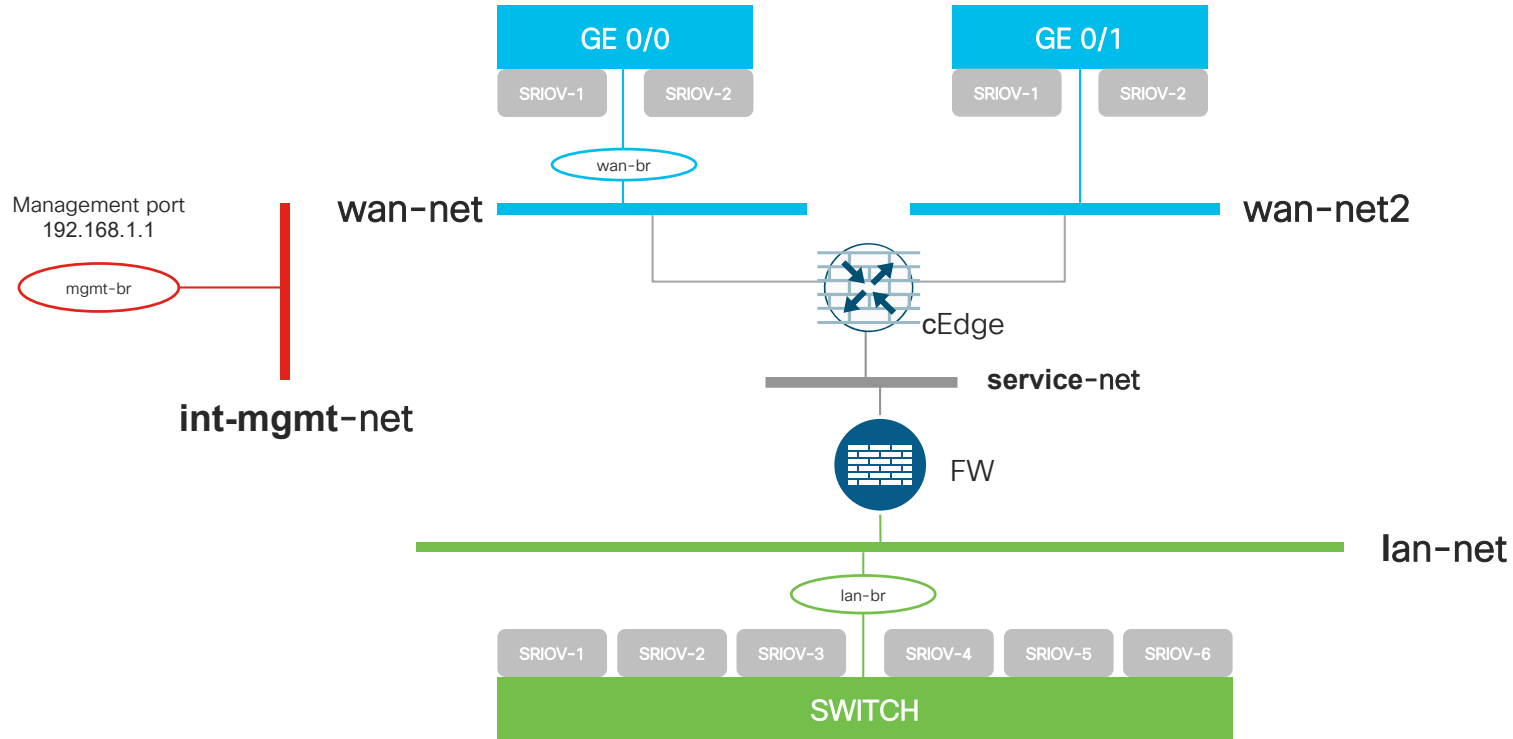 GE 0/0
GE 0/1
SRIOV-1
SRIOV-2
SRIOV-1
SRIOV-2
wan-br
Management port
192.168.1.1
wan-net
wan-net2
mgmt-br
cEdge
service-net
int-mgmt-net
FW
lan-net
lan-br
SRIOV-1
SRIOV-2
SRIOV-3
SRIOV-4
SRIOV-5
SRIOV-6
SWITCH